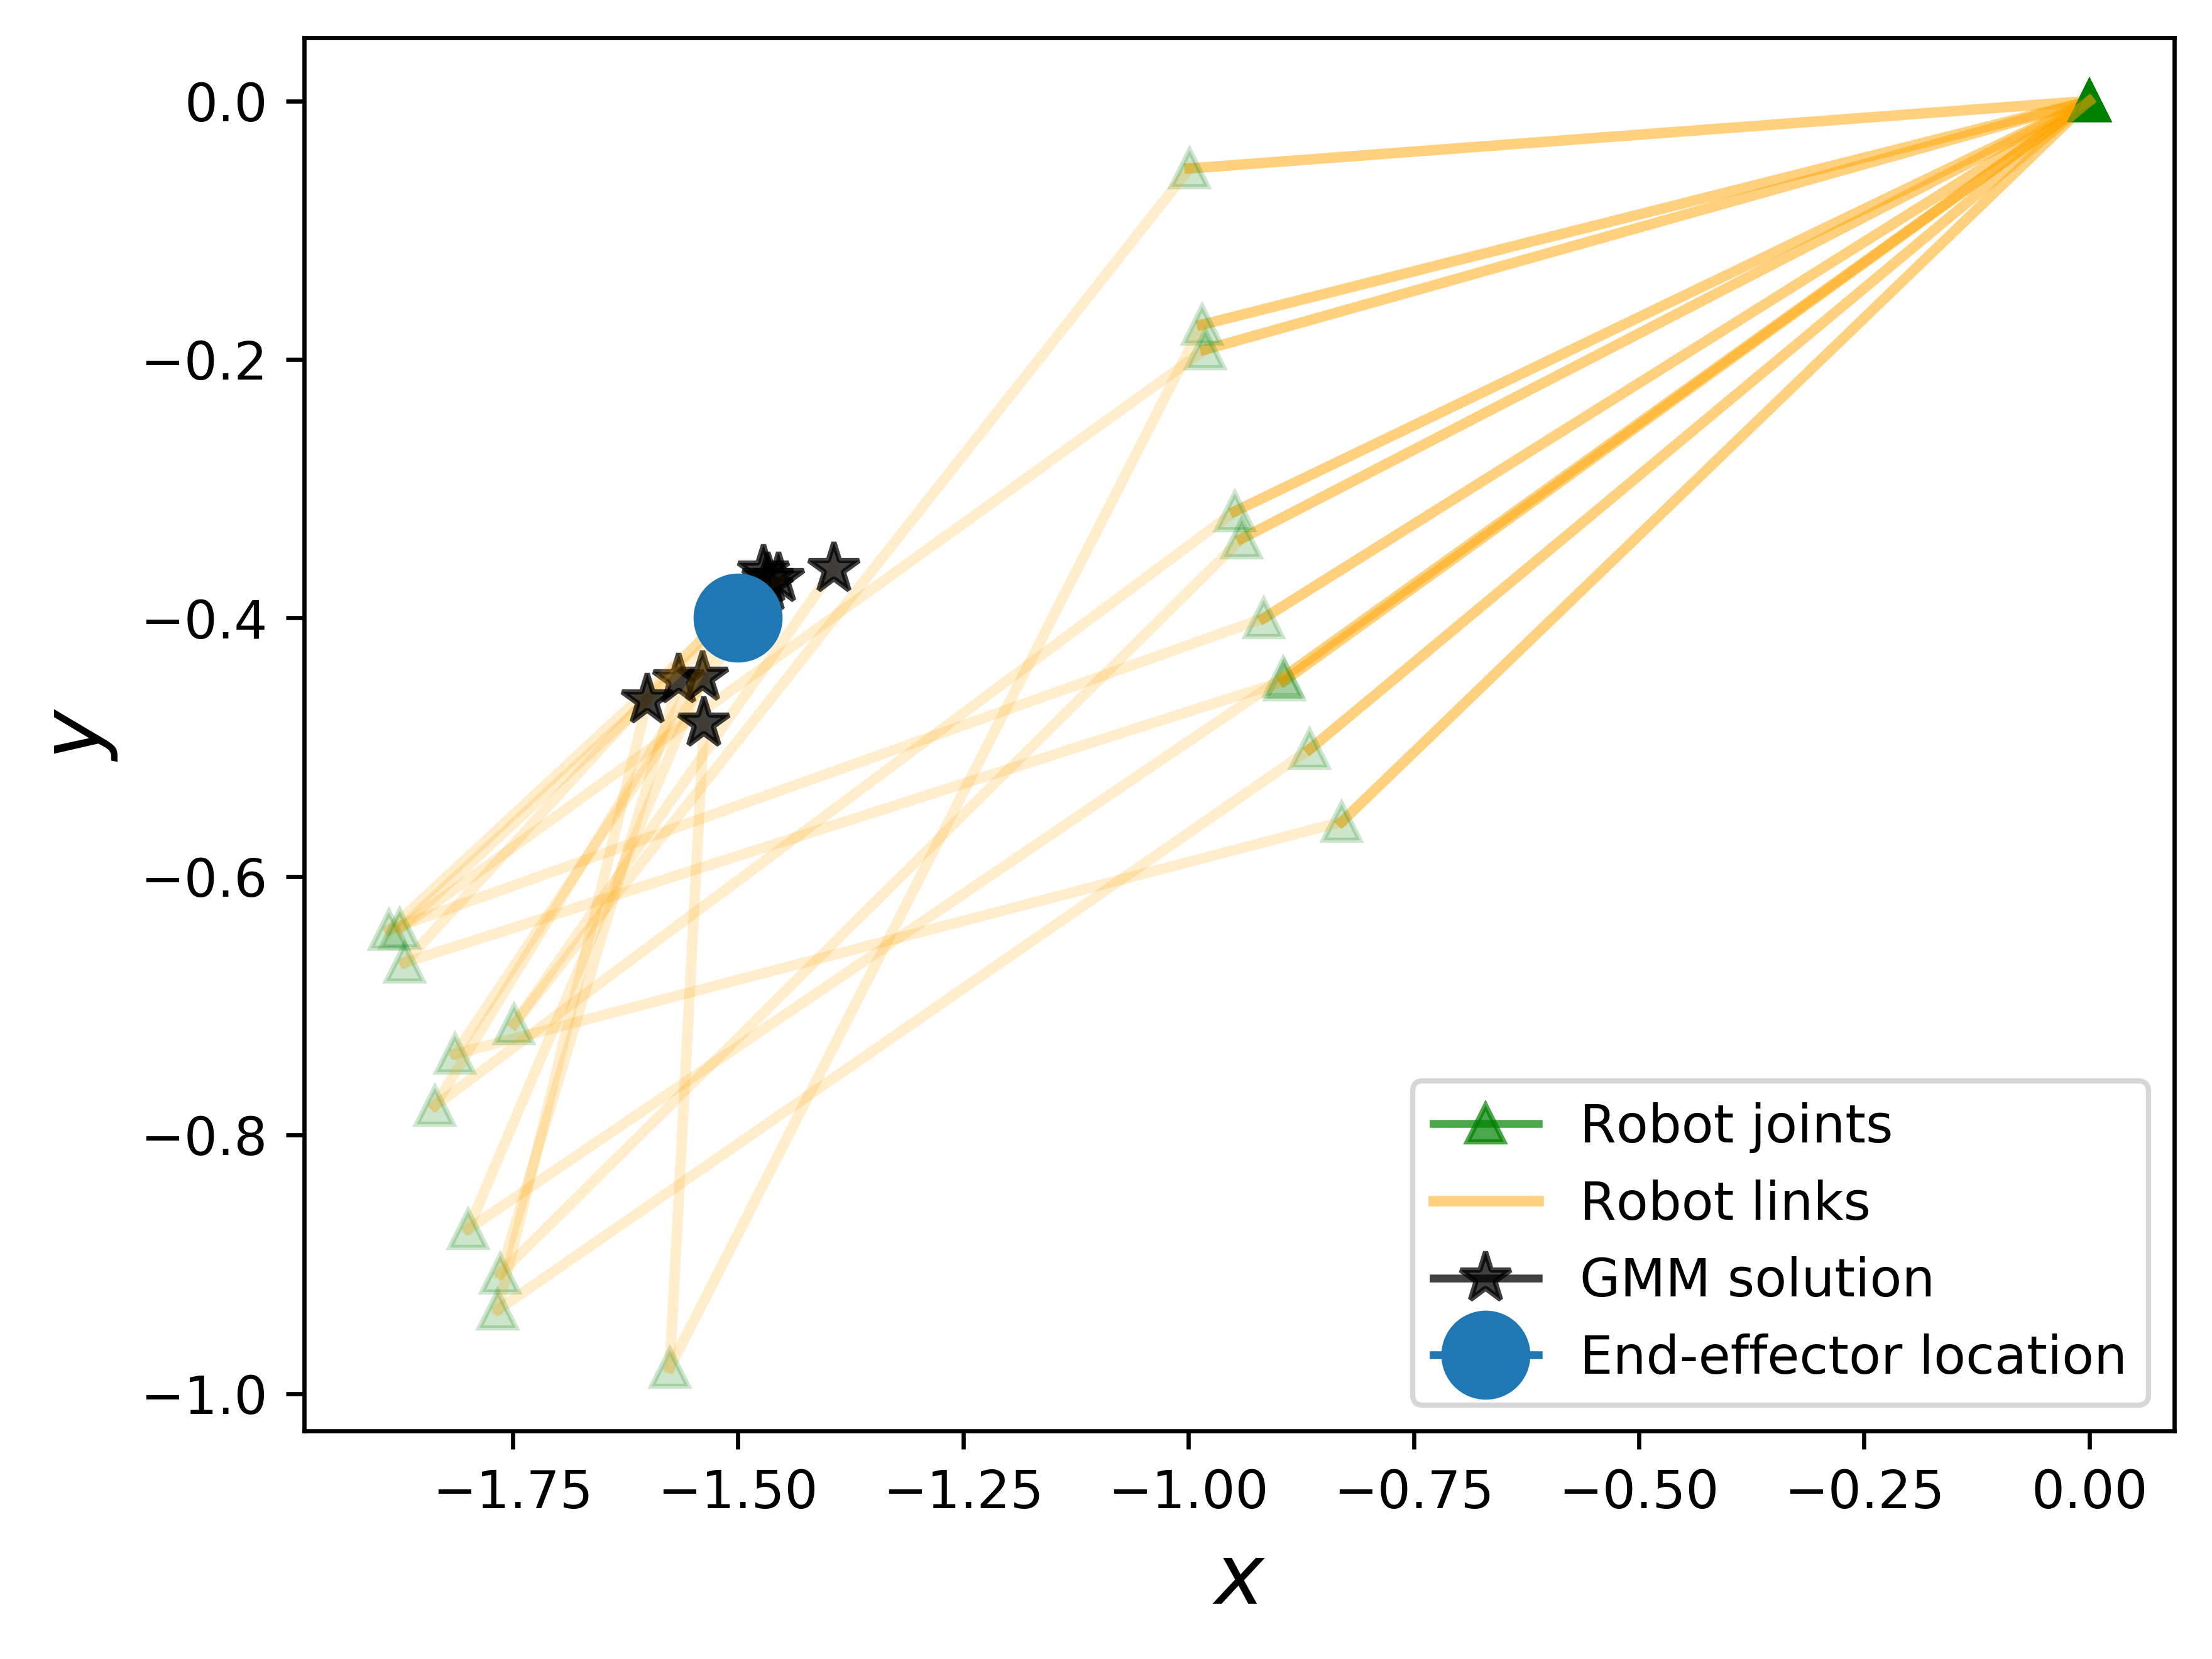 0.0
−0.2
−0.4
−0.6
−0.8
−1.0
y
Robot joints
Robot links
GMM solution
End-effector location
−1.75 −1.50 −1.25 −1.00 −0.75 −0.50 −0.25 0.00
x